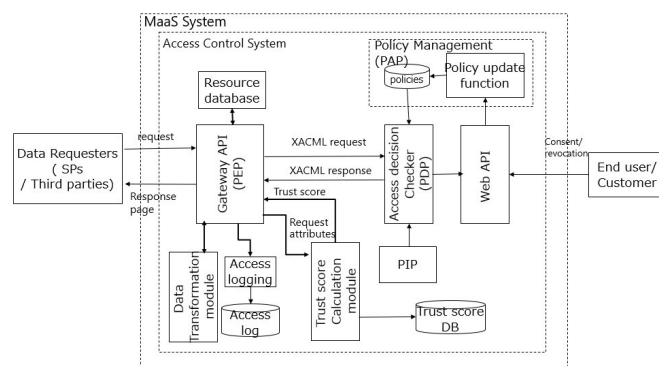 MaaS System
Access Control System
Policy Management
(PAP)
policies
Policy update
function
Resource
database
request
Data Requesters
( SPs
/ Third parties)
Response
page
Gateway API
(PEP)
XACML request
XACML response
Trust score
Request
attributes
Access decision
Checker
(PDP)
Web API
Consent/
revocation
End user/
Customer
Data
Transformation
module
Access
logging
Access
log
Trust score
Calculation
module
PIP
Trust score
DB